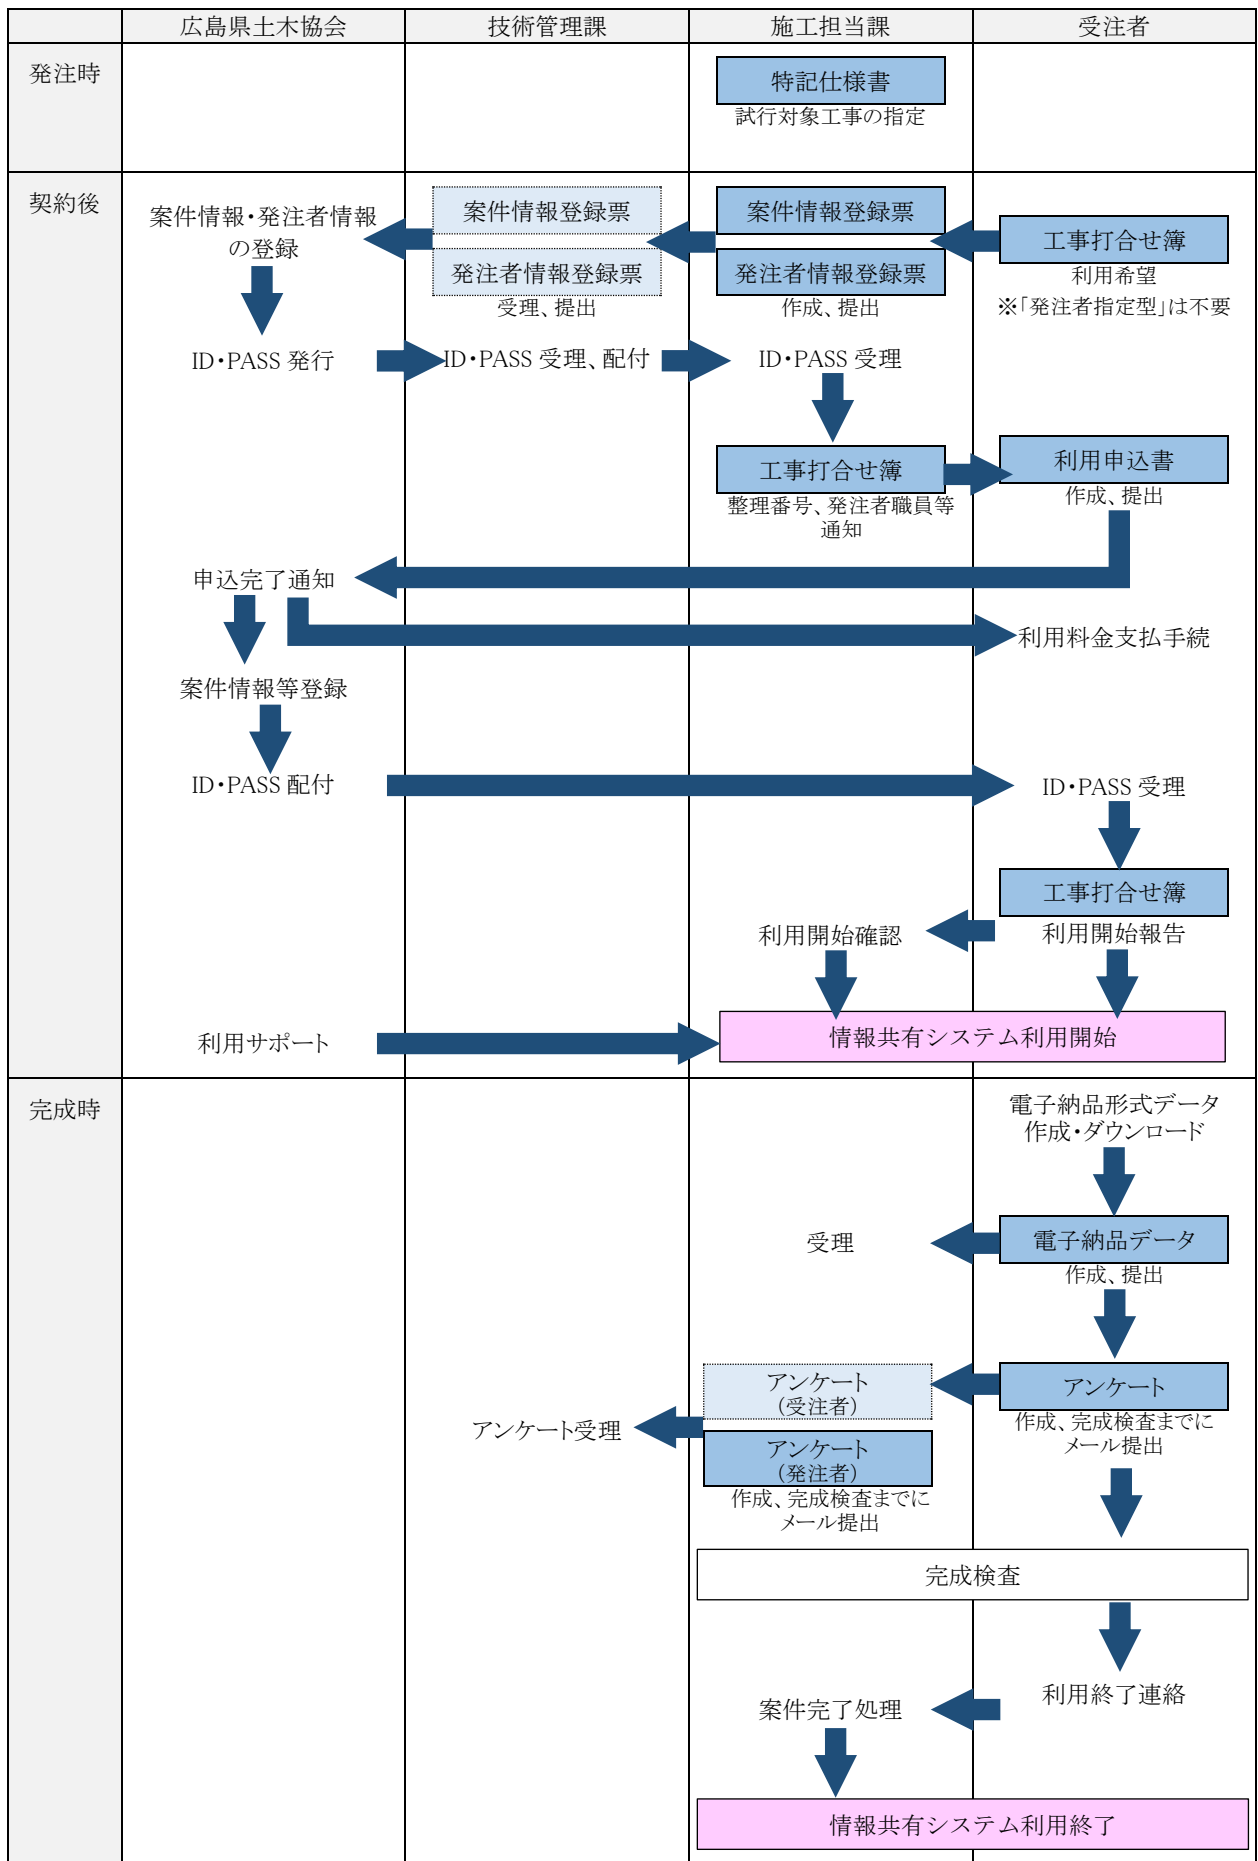 広島県土木協会
技術管理課
施工担当課
受注者
発注時
特記仕様書
試行対象工事の指定
契約後
案件情報・発注者情報
の登録
案件情報登録票
発注者情報登録票
受理、提出
案件情報登録票
発注者情報登録票
作成、提出
工事打合せ簿
利用希望
※「発注者指定型」は不要
ID・PASS 発行
ID・PASS 受理、配付
ID・PASS 受理
工事打合せ簿
整理番号、発注者職員等
通知
利用申込書
作成、提出
申込完了通知
利用料金支払手続
案件情報等登録
ID・PASS 配付
ID・PASS 受理
工事打合せ簿
利用開始確認
利用開始報告
利用サポート
情報共有システム利用開始
完成時
電子納品形式データ
作成・ダウンロード
受理
電子納品データ
作成、提出
アンケート
（受注者）
アンケート
作成、完成検査までに
メール提出
アンケート受理
アンケート
（発注者）
作成、完成検査までに
メール提出
完成検査
案件完了処理
利用終了連絡
情報共有システム利用終了